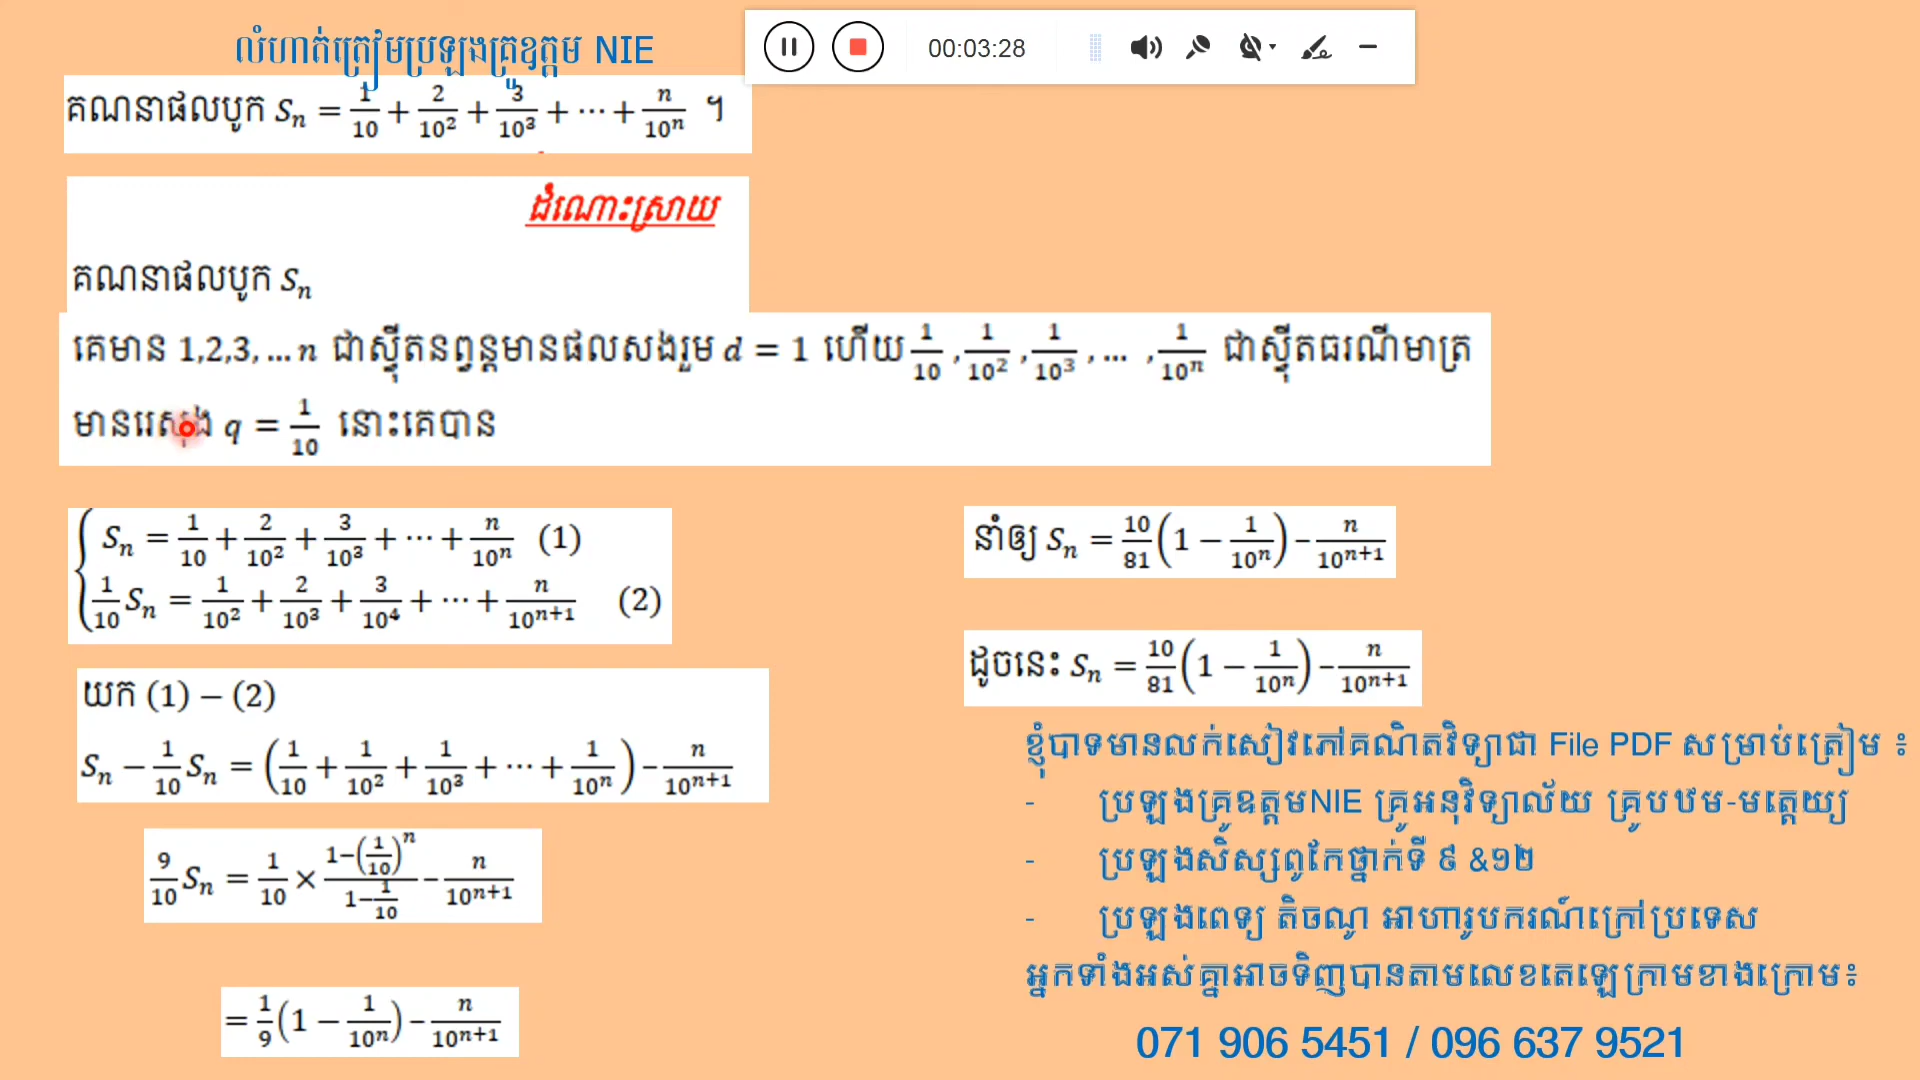 លំហាត់ត្រៀមប្រឡងគ្រូឧត្តម NIE
00:03:28
គណនាផលបូក Sₙ = 1/10 + 2/10² + 3/10³ + ⋯ + n/10ⁿ ។
ដំណោះស្រាយ
គណនាផលបូក Sₙ
គេមាន 1,2,3, … n ជាស្វ៊ីតនព្វន្តមានផលសងរួម d = 1 ហើយ 1/10 , 1/10² , 1/10³ , … , 1/10ⁿ ជាស្វ៊ីតធរណីមាត្រ
មានរេសុង q = 1/10 នោះគេបាន
Sₙ = 1/10 + 2/10² + 3/10³ + ⋯ + n/10ⁿ (1)
1/10 Sₙ = 1/10² + 2/10³ + 3/10⁴ + ⋯ + n/10ⁿ⁺¹ (2)
យក (1) − (2)
Sₙ − 1/10 Sₙ = (1/10 + 1/10² + 1/10³ + ⋯ + 1/10ⁿ) − n/10ⁿ⁺¹
9/10 Sₙ = 1/10 × (1−(1/10)ⁿ)/(1−1/10) − n/10ⁿ⁺¹
= 1/9 (1 − 1/10ⁿ) − n/10ⁿ⁺¹
នាំឲ្យ Sₙ = 10/81 (1 − 1/10ⁿ) − n/10ⁿ⁺¹
ដូចនេះ Sₙ = 10/81 (1 − 1/10ⁿ) − n/10ⁿ⁺¹
ខ្ញុំបាទមានលក់សៀវភៅគណិតវិទ្យាជា File PDF សម្រាប់ត្រៀម ៖
- ប្រឡងគ្រូឧត្តមNIE គ្រូអនុវិទ្យាល័យ គ្រូបឋម-មត្តេយ្យ
- ប្រឡងសិស្សពូកែថ្នាក់ទី ៩ &១២
- ប្រឡងពេទ្យ តិចណូ អាហារូបករណ៍ក្រៅប្រទេស
អ្នកទាំងអស់គ្នាអាចទិញបានតាមលេខតេឡេក្រាមខាងក្រោម៖
071 906 5451 / 096 637 9521